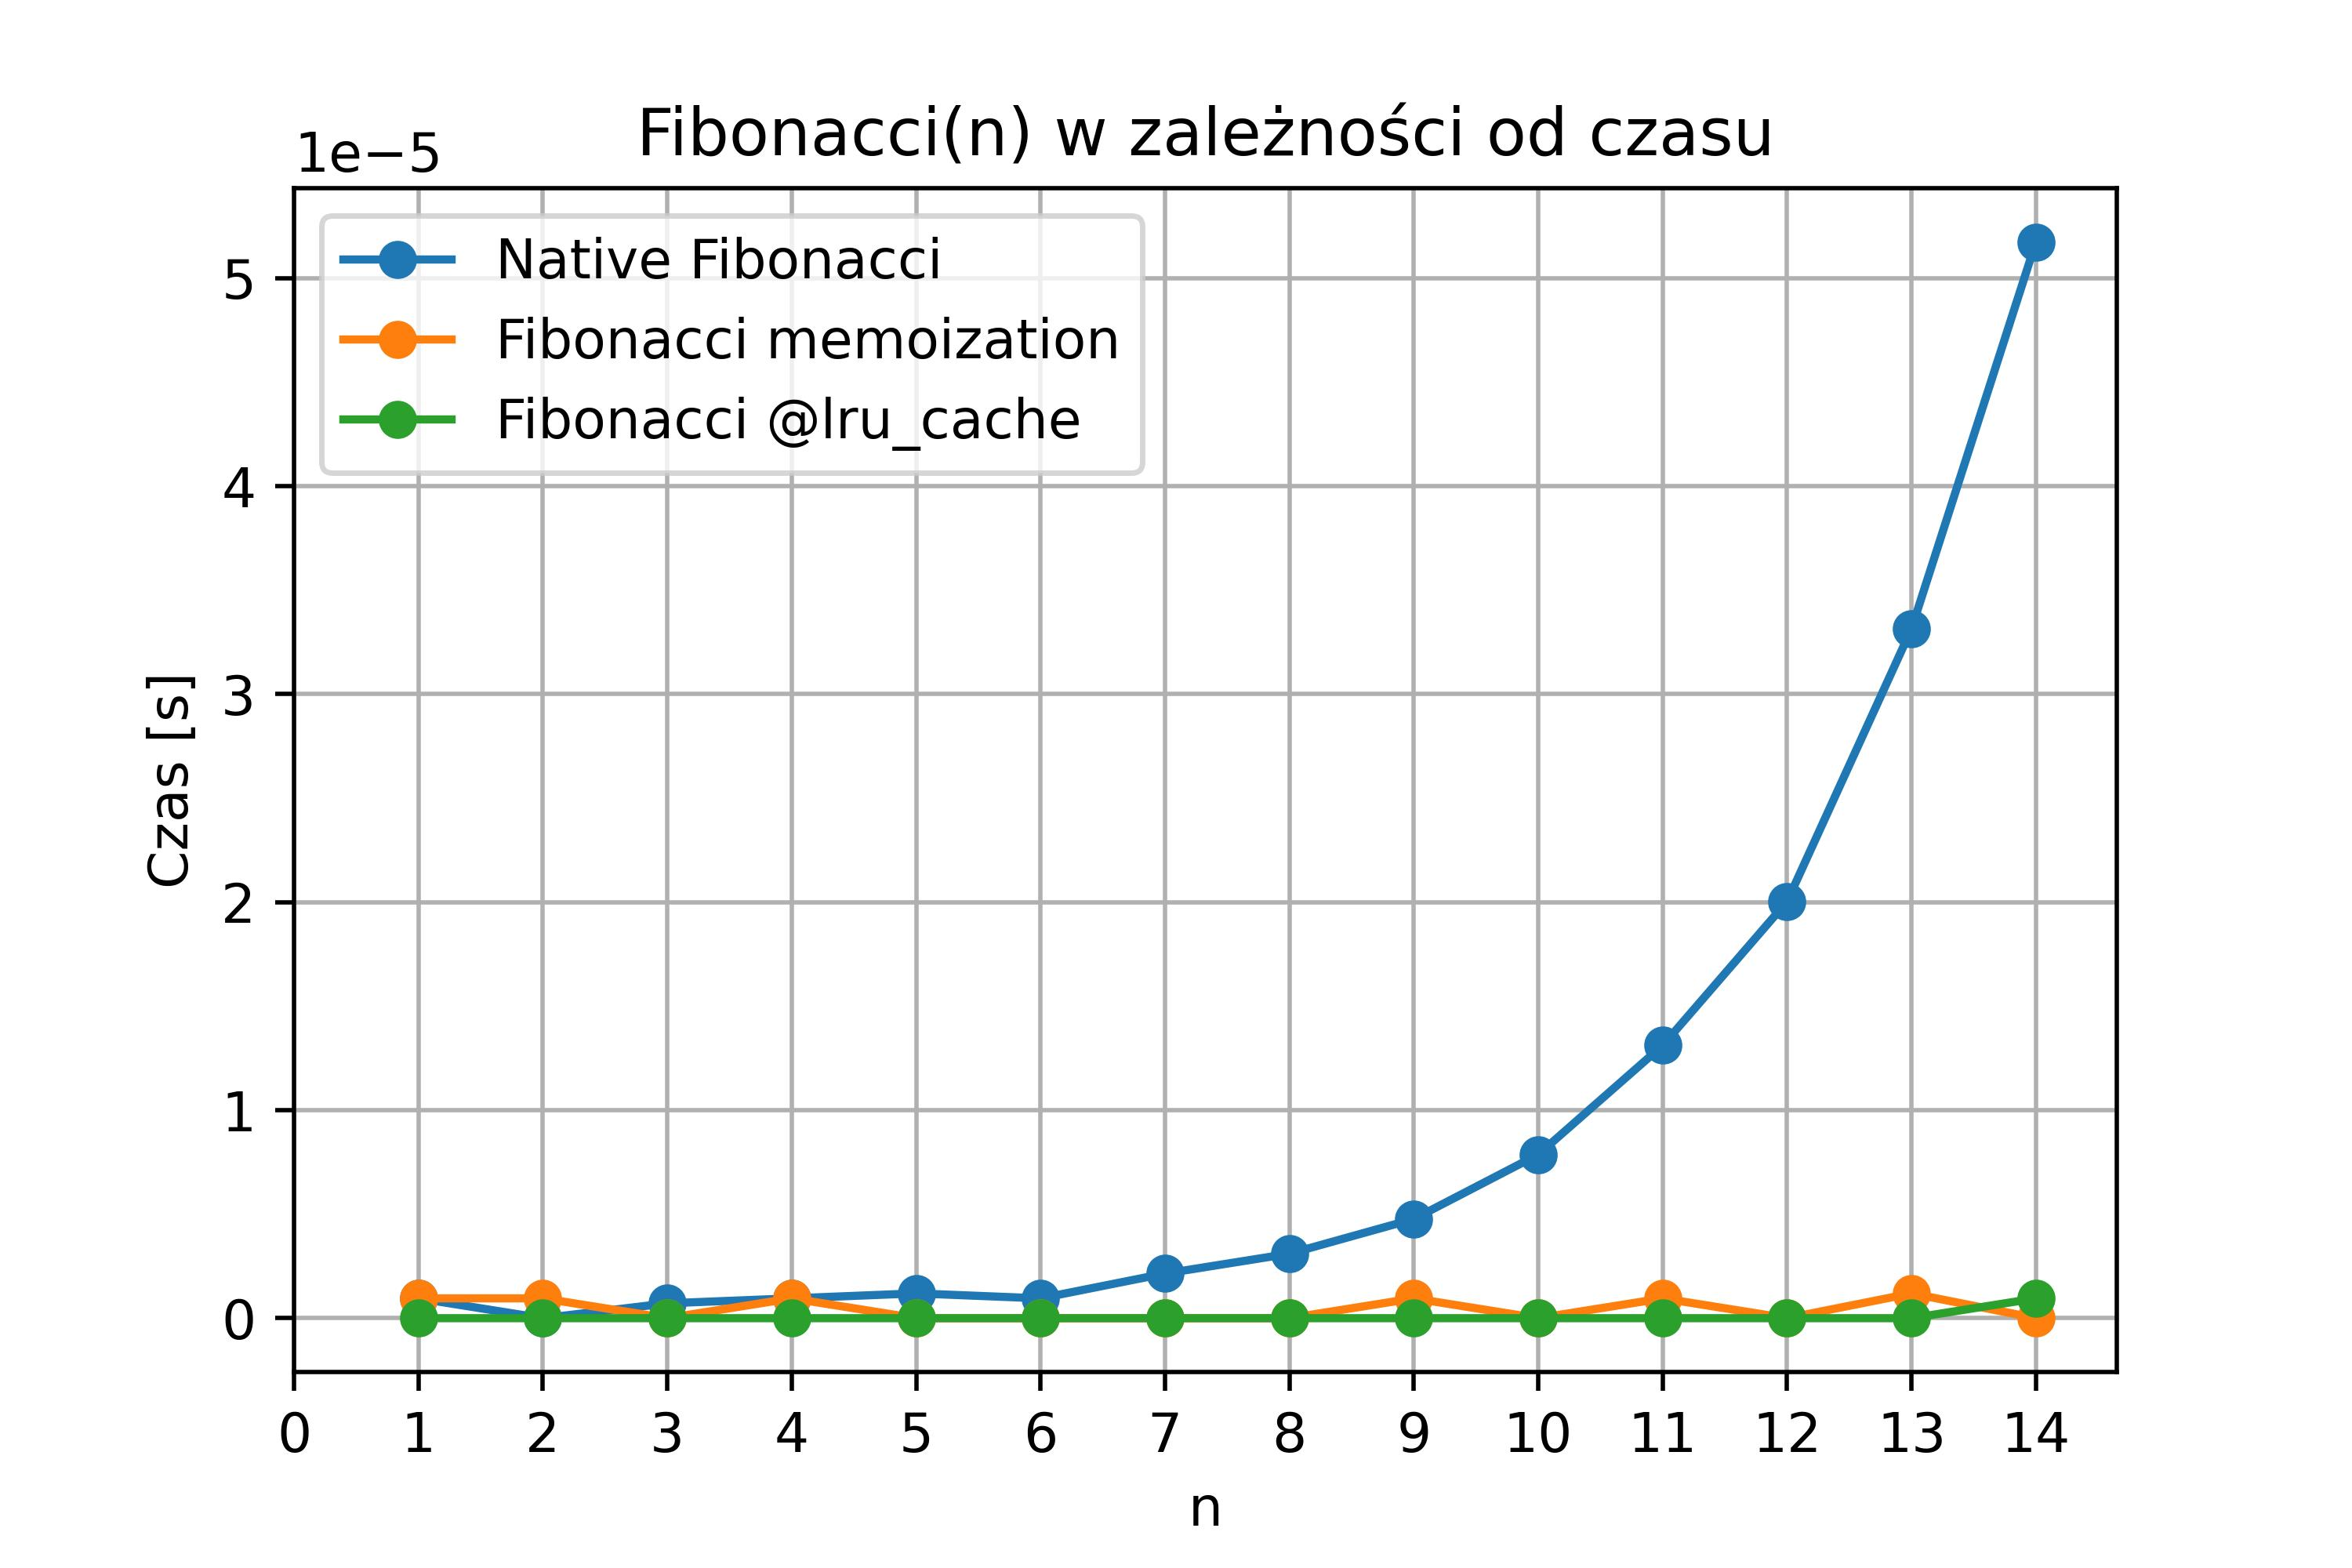 Fibonacci(n) w zależności od czasu
1e−5
Native Fibonacci
Fibonacci memoization
Fibonacci @lru_cache
5
4
3
2
1
0
Czas [s]
0 1 2 3 4 5 6 7 8 9 10 11 12 13 14
n